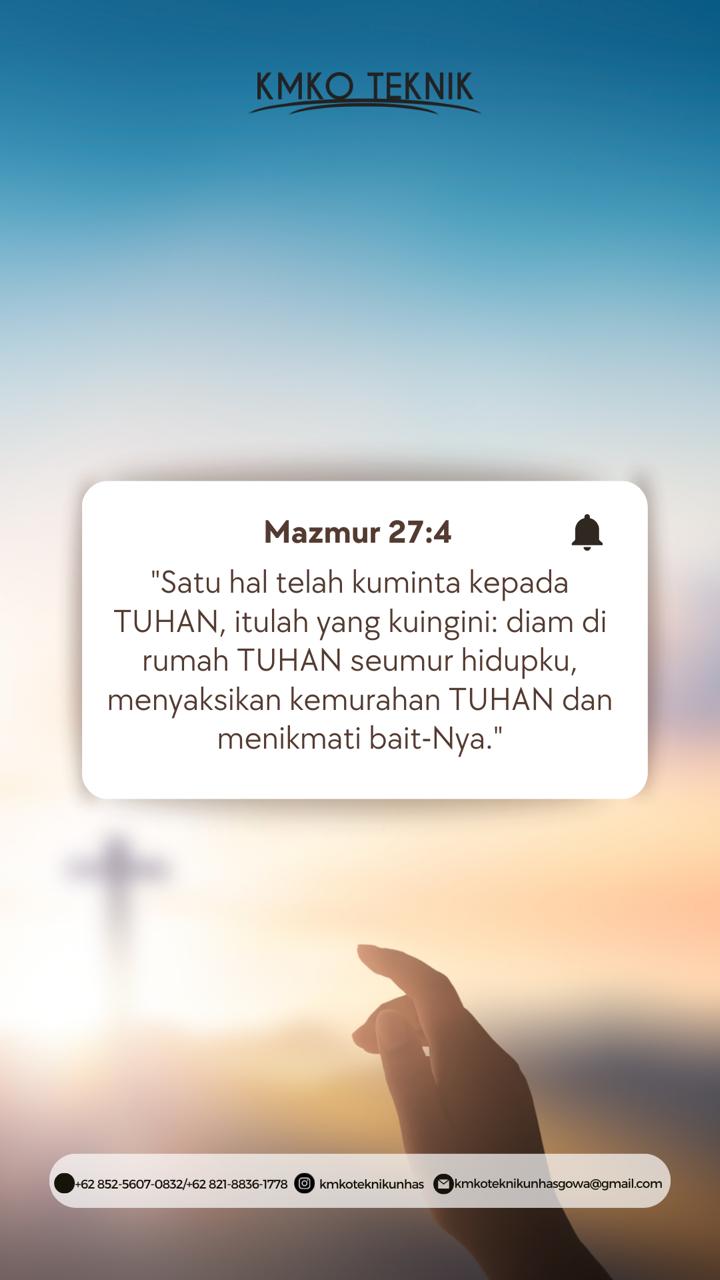 KMKO TEKNIK
Mazmur 27:4
"Satu hal telah kuminta kepada
TUHAN, itulah yang kuingini: diam di
rumah TUHAN seumur hidupku,
menyaksikan kemurahan TUHAN dan
menikmati bait-Nya."
+62 852-5607-0832/+62 821-8836-1778 kmkoteknikunhas kmkoteknikunhasgowa@gmail.com